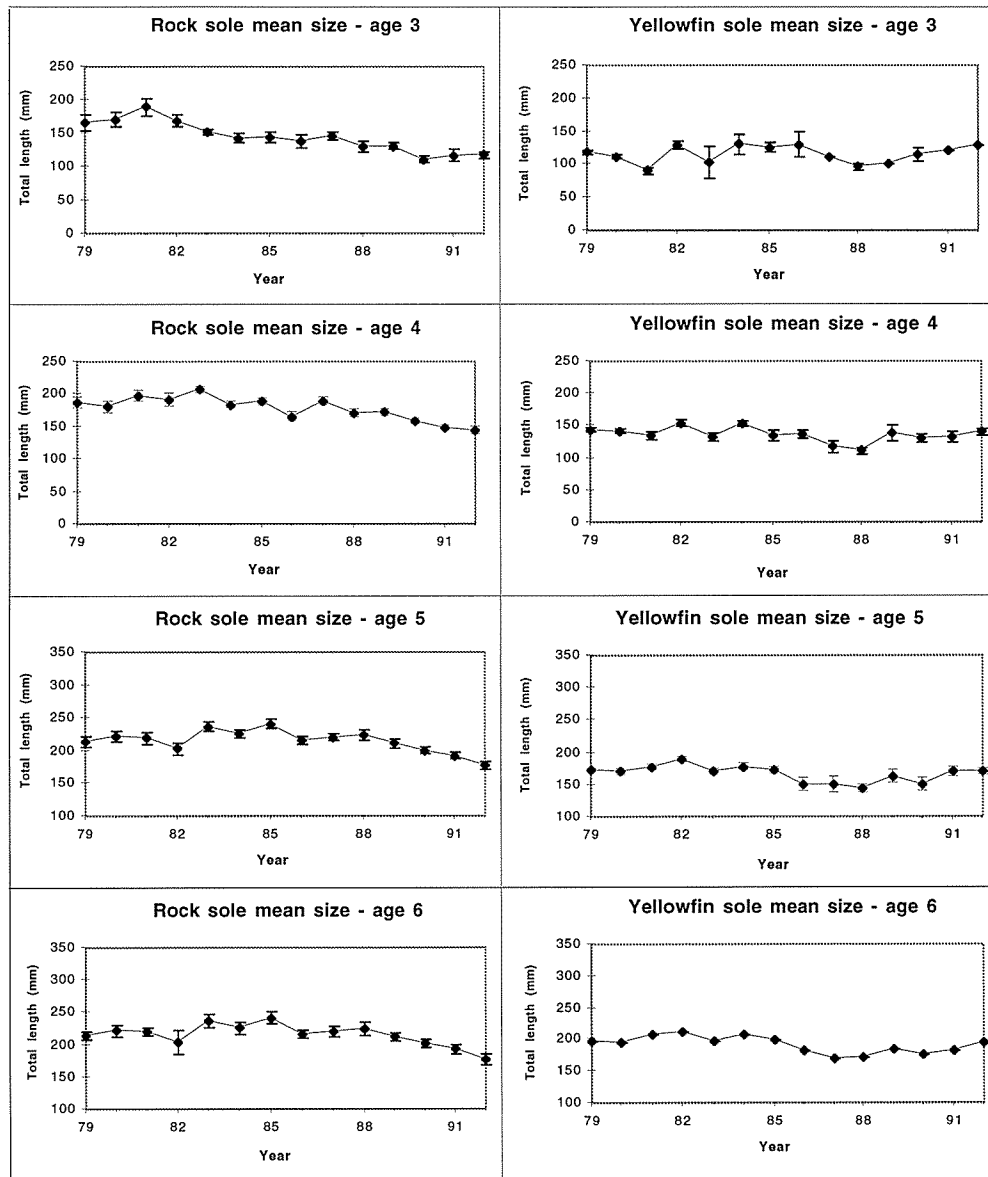 Rock sole mean size - age 3
250
200
150
100
50
0
Total length (mm)
79 82 85 88 91
Year
Yellowfin sole mean size - age 3
250
200
150
100
50
0
Total length (mm)
79 82 85 88 91
Year
Rock sole mean size - age 4
250
200
150
100
50
0
Total length (mm)
79 82 85 88 91
Year
Yellowfin sole mean size - age 4
250
200
150
100
50
0
Total length (mm)
79 82 85 88 91
Year
Rock sole mean size - age 5
350
300
250
200
150
100
Total length (mm)
79 82 85 88 91
Year
Yellowfin sole mean size - age 5
350
300
250
200
150
100
Total length (mm)
79 82 85 88 91
Year
Rock sole mean size - age 6
350
300
250
200
150
100
Total length (mm)
79 82 85 88 91
Year
Yellowfin sole mean size - age 6
350
300
250
200
150
100
Total length (mm)
79 82 85 88 91
Year